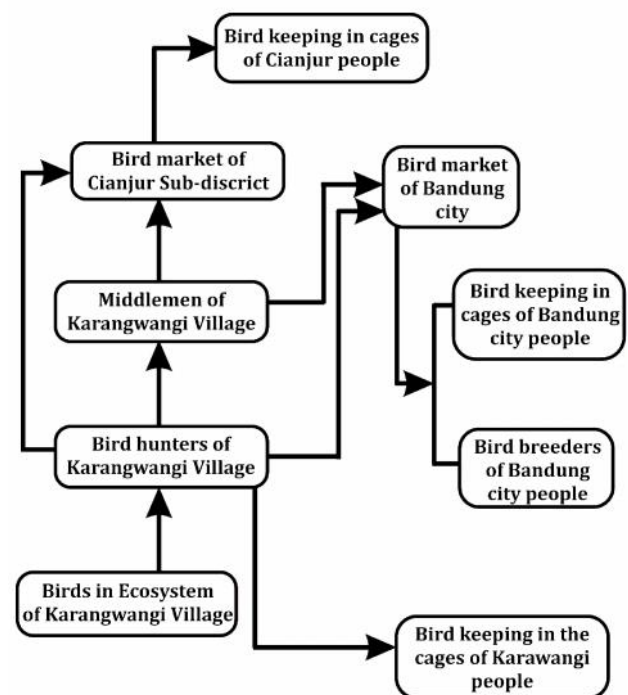 Bird keeping in cages
of Cianjur people
Bird market of
Cianjur Sub-discrict
Bird market
of Bandung
city
Middlemen of
Karangwangi Village
Bird keeping in
cages of Bandung
city people
Bird hunters of
Karangwangi Village
Bird breeders
of Bandung
city people
Birds in Ecosystem
of Karangwangi Village
Bird keeping in the
cages of Karawangi
people